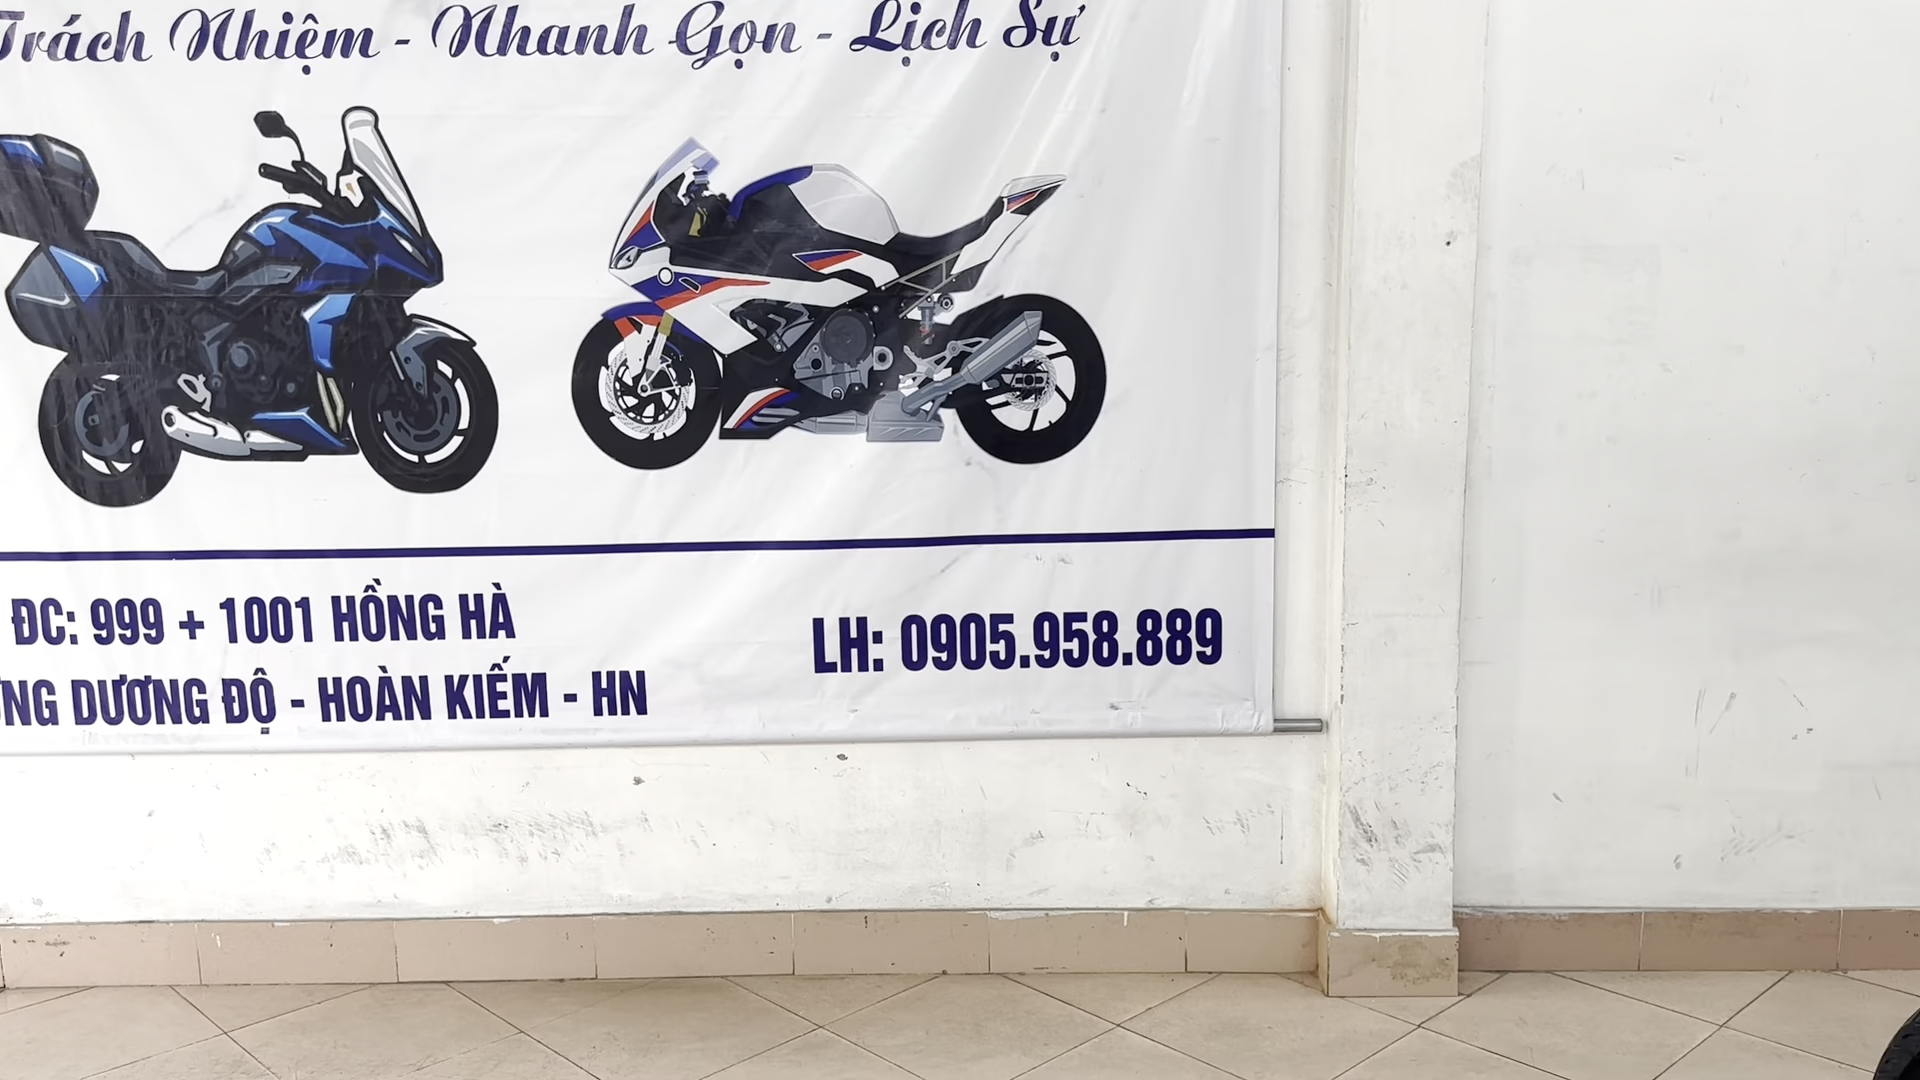 Trách Nhiệm - Nhanh Gọn - Lịch Sự
ĐC: 999 + 1001 HỒNG HÀ
LH: 0905.958.889
DƯƠNG ĐỘ - HOÀN KIẾM - HN